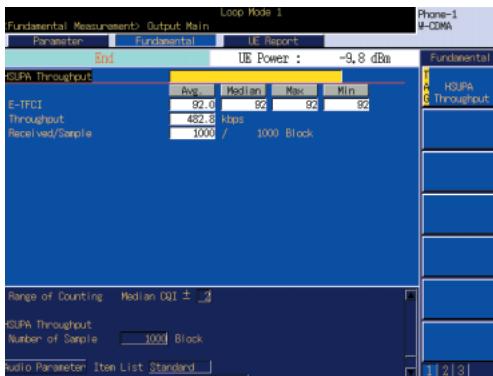 Loop Mode 1
Phone-1
<Fundamental Measurement> Output Main
W-CDMA
Parameter Fundamental UE Report
Fundamental
End UE Power : -9.8 dBm
HSUPA Throughput
TAG HSUPA Throughput
Avg. Median Max Min
E-TFCI 92.0 92 92 92
Throughput 482.8 kbps
Received/Sample 1000 / 1000 Block
Range of Counting Median CQI ± 2
HSUPA Throughput
Number of Sample 1000 Block
Audio Parameter Item List Standard
1 2 3